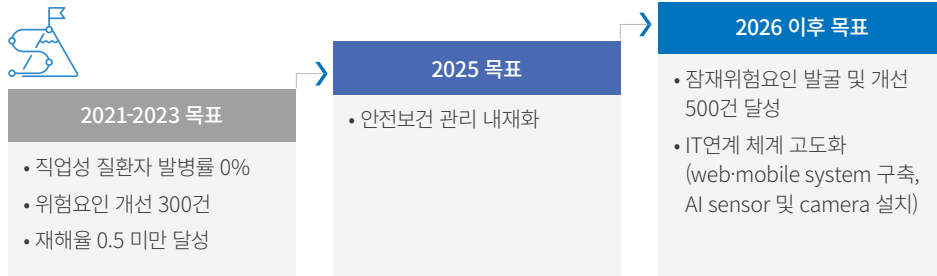 2021-2023 목표
• 직업성 질환자 발병률 0%
• 위험요인 개선 300건
• 재해율 0.5 미만 달성
2025 목표
• 안전보건 관리 내재화
2026 이후 목표
• 잠재위험요인 발굴 및 개선
500건 달성
• IT연계 체계 고도화
(web·mobile system 구축,
AI sensor 및 camera 설치)